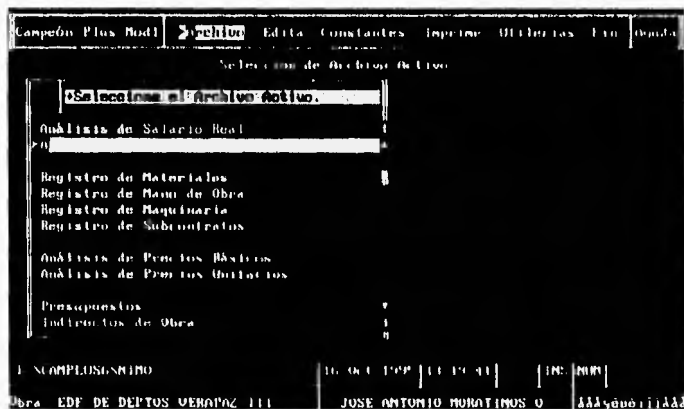 Campeón Plus Mod1 Archivo Edita Constantes Imprime Utilerias Fin Ayuda
Selección de Archivo Activo
>Seleccione el Archivo Activo.
Análisis de Salario Real
Registro de Materiales
Registro de Mano de Obra
Registro de Maquinaria
Registro de Subcontratos
Análisis de Precios Básicos
Análisis de Precios Unitarios
Presupuestos
Indirectos de Obra
INS NUM
Obra EDF DE DEPTOS VERAPAZ III JOSE ANTONIO MORATINOS O